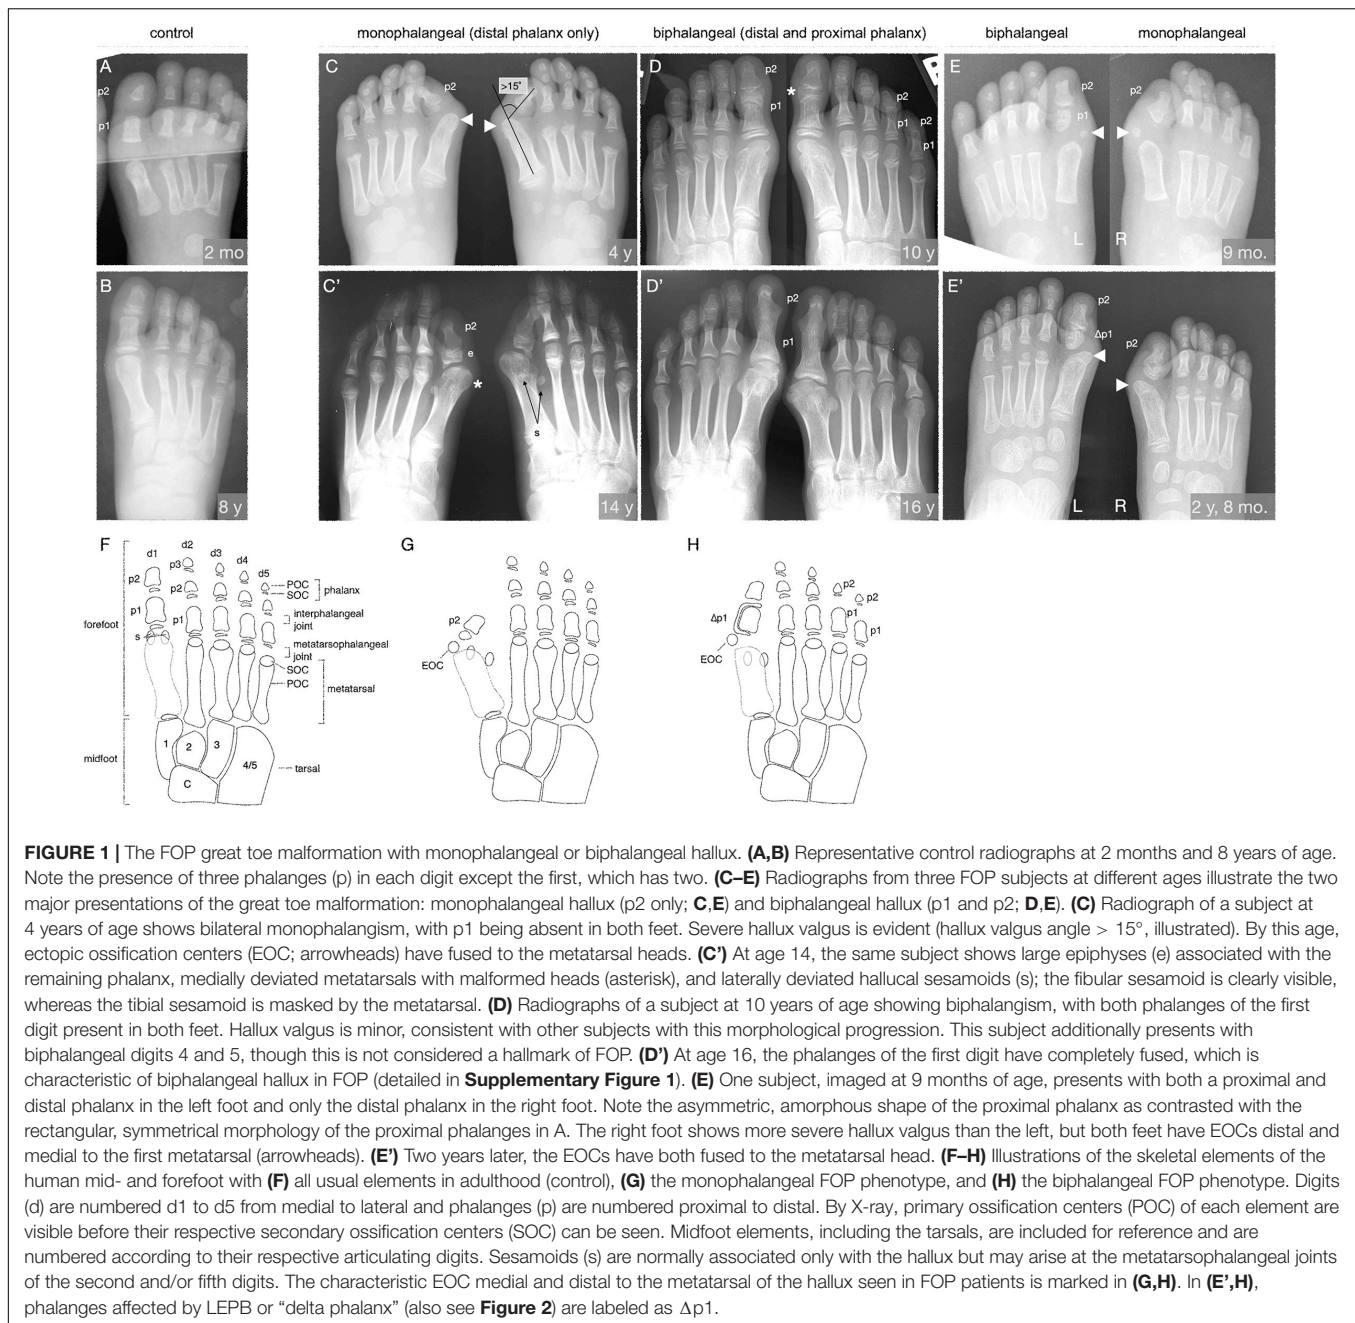 control
monophalangeal (distal phalanx only)
biphalangeal (distal and proximal phalanx)
biphalangeal
monophalangeal
A
p2
p1
2 mo
C
>15°
p2
4 y
D
p2
p1
*
p2
p1
p2
p1
10 y
E
p2
p1
L
p2
R
9 mo.
B
8 y
C'
p2
e
*
s
14 y
D'
p2
p1
16 y
E'
p2
Δp1
p2
L
R
2 y, 8 mo.
F
d1
d2
d3
d4
d5
p3
p2
p2
p1
p1
s
POC
SOC
phalanx
interphalangeal
joint
metatarsophalangeal
joint
SOC
POC
metatarsal
forefoot
midfoot
1
2
3
4/5
C
tarsal
G
p2
EOC
H
Δp1
EOC
p2
p1
p2
p1
FIGURE 1 | The FOP great toe malformation with monophalangeal or biphalangeal hallux. (A,B) Representative control radiographs at 2 months and 8 years of age.
Note the presence of three phalanges (p) in each digit except the first, which has two. (C–E) Radiographs from three FOP subjects at different ages illustrate the two
major presentations of the great toe malformation: monophalangeal hallux (p2 only; C,E) and biphalangeal hallux (p1 and p2; D,E). (C) Radiograph of a subject at
4 years of age shows bilateral monophalangism, with p1 being absent in both feet. Severe hallux valgus is evident (hallux valgus angle > 15°, illustrated). By this age,
ectopic ossification centers (EOC; arrowheads) have fused to the metatarsal heads. (C') At age 14, the same subject shows large epiphyses (e) associated with the
remaining phalanx, medially deviated metatarsals with malformed heads (asterisk), and laterally deviated hallucal sesamoids (s); the fibular sesamoid is clearly visible,
whereas the tibial sesamoid is masked by the metatarsal. (D) Radiographs of a subject at 10 years of age showing biphalangism, with both phalanges of the first
digit present in both feet. Hallux valgus is minor, consistent with other subjects with this morphological progression. This subject additionally presents with
biphalangeal digits 4 and 5, though this is not considered a hallmark of FOP. (D') At age 16, the phalanges of the first digit have completely fused, which is
characteristic of biphalangeal hallux in FOP (detailed in Supplementary Figure 1). (E) One subject, imaged at 9 months of age, presents with both a proximal and
distal phalanx in the left foot and only the distal phalanx in the right foot. Note the asymmetric, amorphous shape of the proximal phalanx as contrasted with the
rectangular, symmetrical morphology of the proximal phalanges in A. The right foot shows more severe hallux valgus than the left, but both feet have EOCs distal and
medial to the first metatarsal (arrowheads). (E') Two years later, the EOCs have both fused to the metatarsal head. (F–H) Illustrations of the skeletal elements of the
human mid- and forefoot with (F) all usual elements in adulthood (control), (G) the monophalangeal FOP phenotype, and (H) the biphalangeal FOP phenotype. Digits
(d) are numbered d1 to d5 from medial to lateral and phalanges (p) are numbered proximal to distal. By X-ray, primary ossification centers (POC) of each element are
visible before their respective secondary ossification centers (SOC) can be seen. Midfoot elements, including the tarsals, are included for reference and are
numbered according to their respective articulating digits. Sesamoids (s) are normally associated only with the hallux but may arise at the metatarsophalangeal joints
of the second and/or fifth digits. The characteristic EOC medial and distal to the metatarsal of the hallux seen in FOP patients is marked in (G,H). In (E',H),
phalanges affected by LEPB or “delta phalanx” (also see Figure 2) are labeled as Δp1.